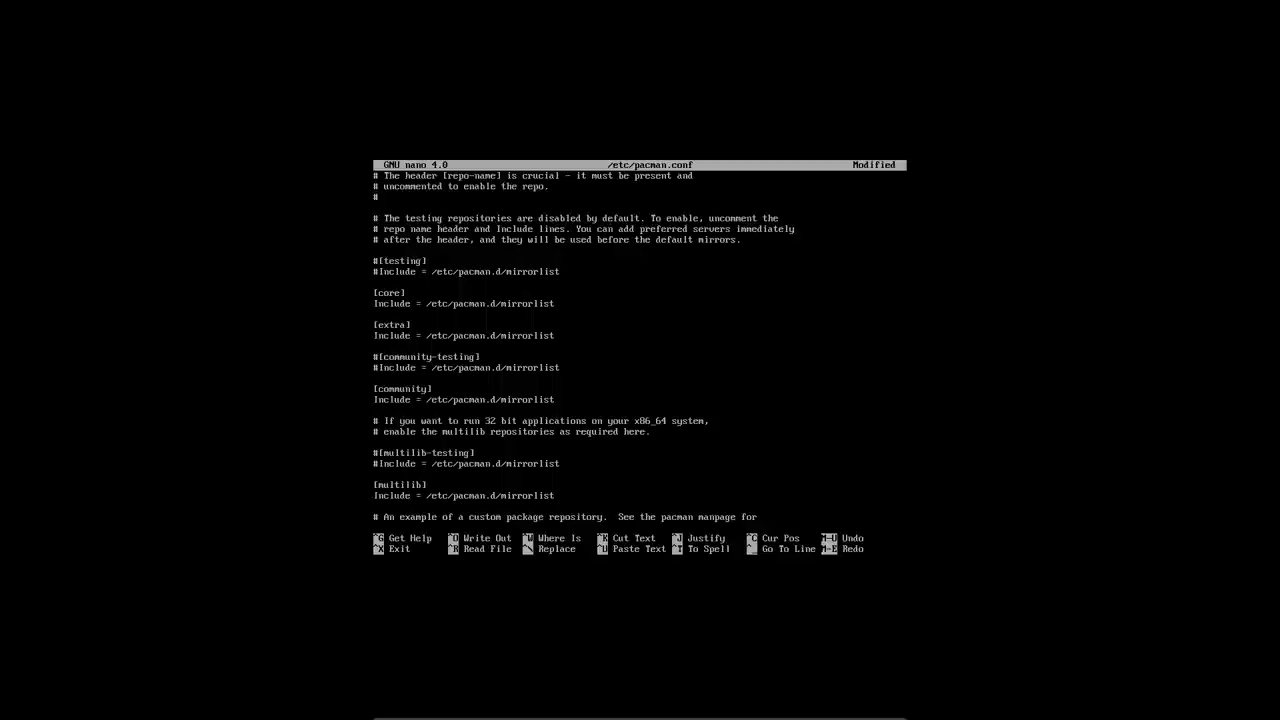 GNU nano 4.0 /etc/pacman.conf Modified
# The header [repo-name] is crucial - it must be present and
# uncommented to enable the repo.
#
# The testing repositories are disabled by default. To enable, uncomment the
# repo name header and Include lines. You can add preferred servers immediately
# after the header, and they will be used before the default mirrors.
#[testing]
#Include = /etc/pacman.d/mirrorlist
[core]
Include = /etc/pacman.d/mirrorlist
[extra]
Include = /etc/pacman.d/mirrorlist
#[community-testing]
#Include = /etc/pacman.d/mirrorlist
[community]
Include = /etc/pacman.d/mirrorlist
# If you want to run 32 bit applications on your x86_64 system,
# enable the multilib repositories as required here.
#[multilib-testing]
#Include = /etc/pacman.d/mirrorlist
[multilib]
Include = /etc/pacman.d/mirrorlist
# An example of a custom package repository.  See the pacman manpage for
^G Get Help ^O Write Out ^W Where Is ^K Cut Text ^J Justify ^C Cur Pos M-U Undo
^X Exit ^R Read File ^\ Replace ^U Paste Text ^T To Spell ^_ Go To Line M-E Redo